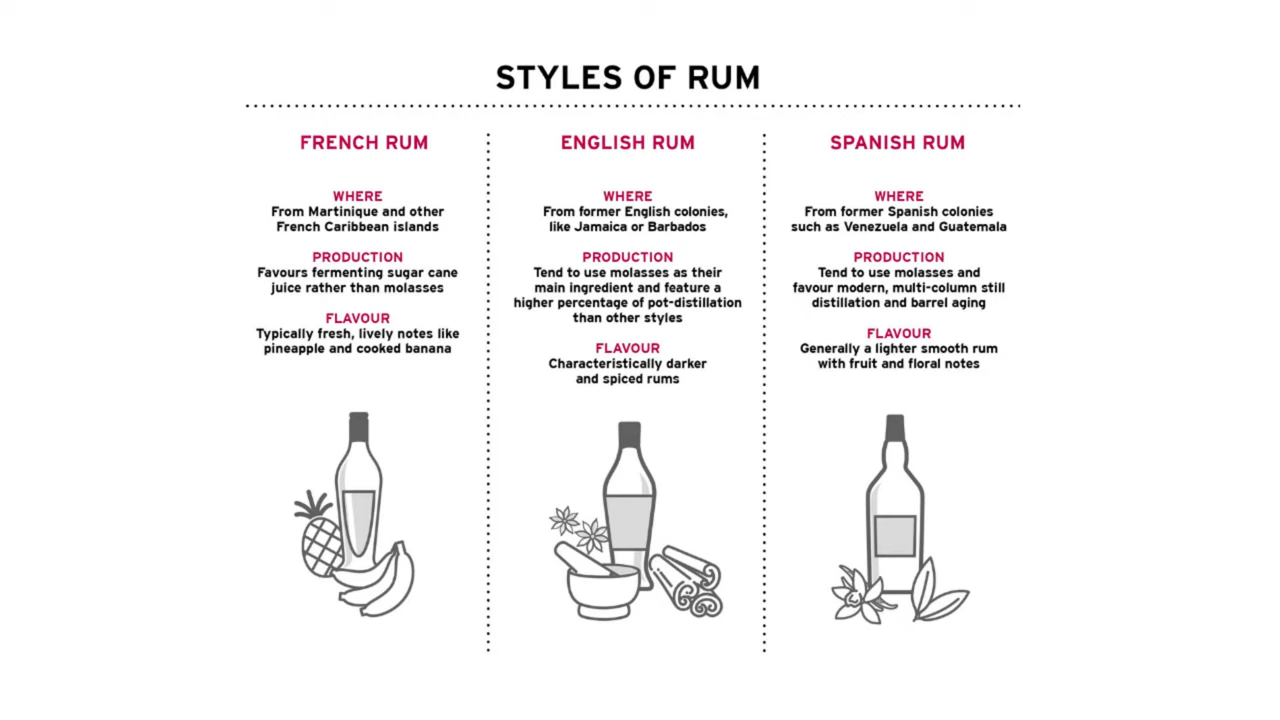 STYLES OF RUM
FRENCH RUM
WHERE
From Martinique and other
French Caribbean islands
PRODUCTION
Favours fermenting sugar cane
juice rather than molasses
FLAVOUR
Typically fresh, lively notes like
pineapple and cooked banana
ENGLISH RUM
WHERE
From former English colonies,
like Jamaica or Barbados
PRODUCTION
Tend to use molasses as their
main ingredient and feature a
higher percentage of pot-distillation
than other styles
FLAVOUR
Characteristically darker
and spiced rums
SPANISH RUM
WHERE
From former Spanish colonies
such as Venezuela and Guatemala
PRODUCTION
Tend to use molasses and
favour modern, multi-column still
distillation and barrel aging
FLAVOUR
Generally a lighter smooth rum
with fruit and floral notes